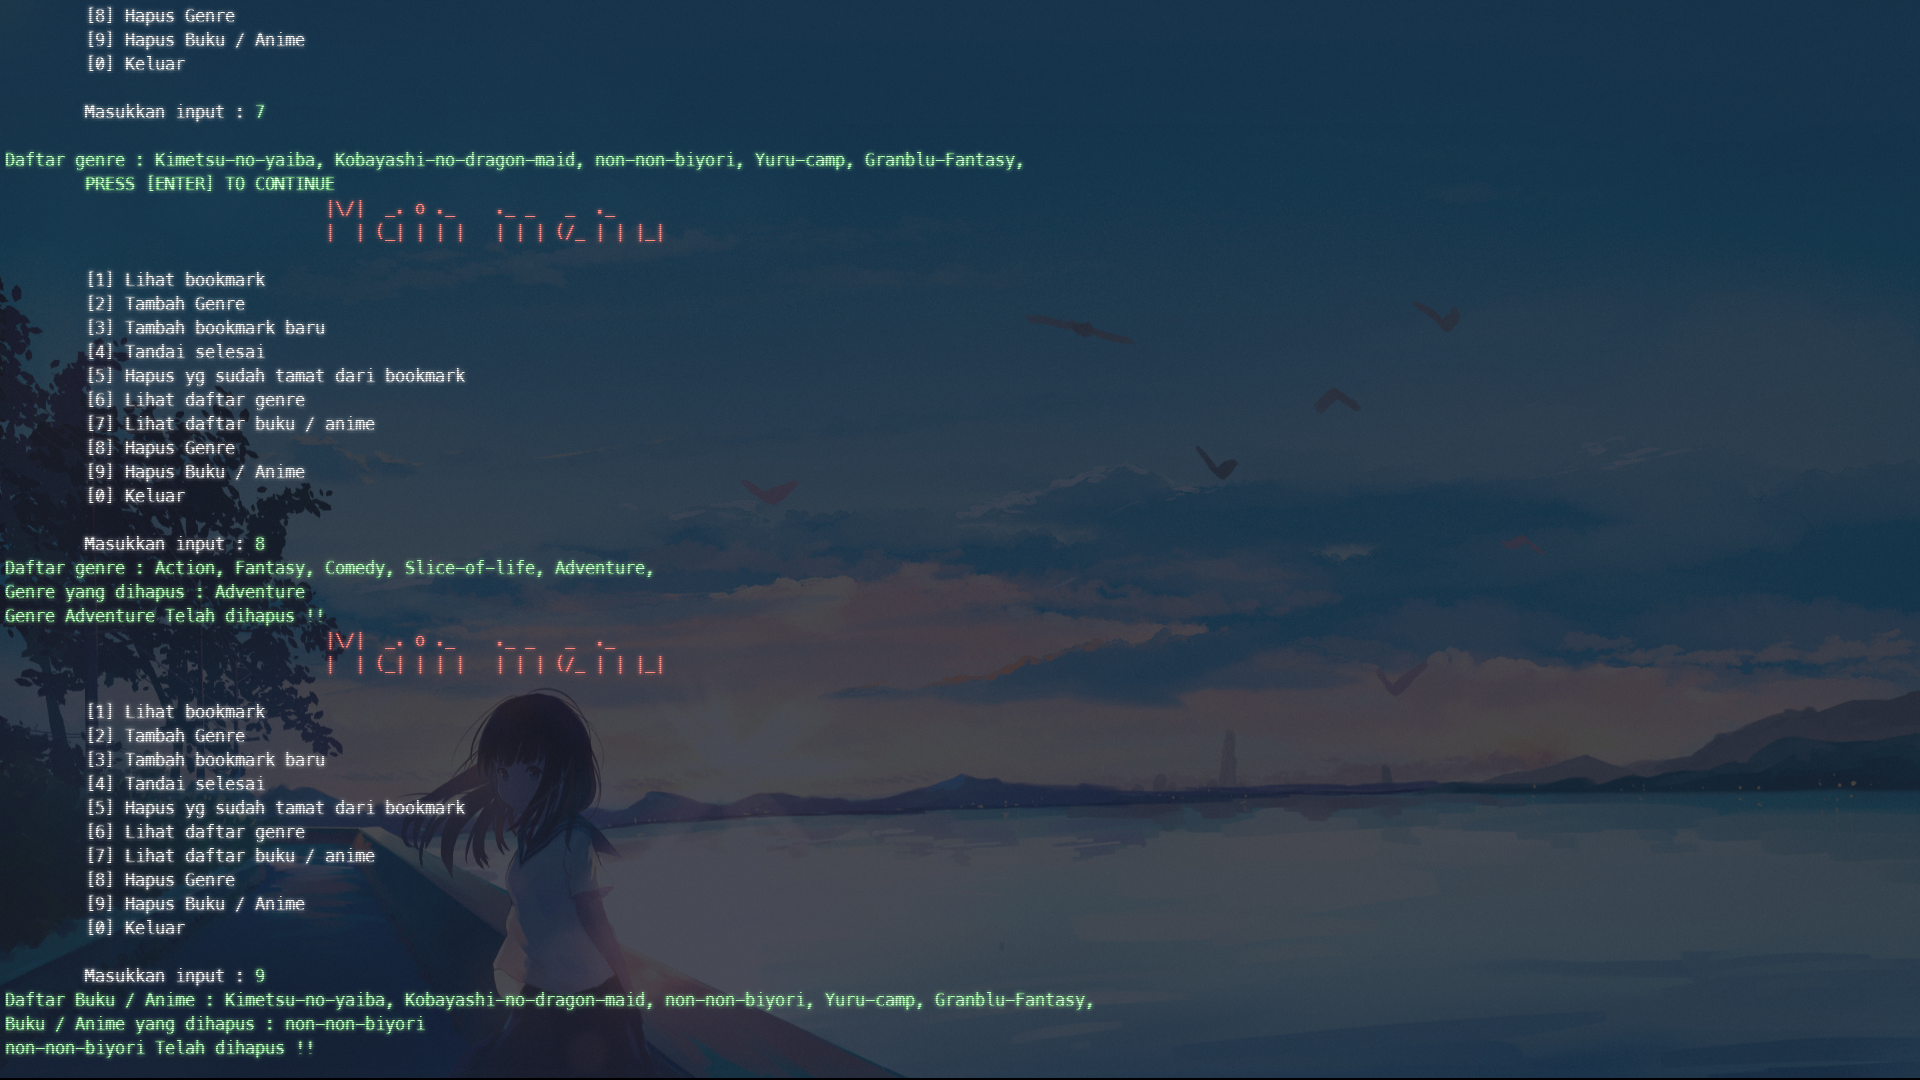 [8] Hapus Genre
[9] Hapus Buku / Anime
[0] Keluar
Masukkan input : 7
Daftar genre : Kimetsu-no-yaiba, Kobayashi-no-dragon-maid, non-non-biyori, Yuru-camp, Granblu-Fantasy,
PRESS [ENTER] TO CONTINUE
Main menu
[1] Lihat bookmark
[2] Tambah Genre
[3] Tambah bookmark baru
[4] Tandai selesai
[5] Hapus yg sudah tamat dari bookmark
[6] Lihat daftar genre
[7] Lihat daftar buku / anime
[8] Hapus Genre
[9] Hapus Buku / Anime
[0] Keluar
Masukkan input : 8
Daftar genre : Action, Fantasy, Comedy, Slice-of-life, Adventure,
Genre yang dihapus : Adventure
Genre Adventure Telah dihapus !!
Main menu
[1] Lihat bookmark
[2] Tambah Genre
[3] Tambah bookmark baru
[4] Tandai selesai
[5] Hapus yg sudah tamat dari bookmark
[6] Lihat daftar genre
[7] Lihat daftar buku / anime
[8] Hapus Genre
[9] Hapus Buku / Anime
[0] Keluar
Masukkan input : 9
Daftar Buku / Anime : Kimetsu-no-yaiba, Kobayashi-no-dragon-maid, non-non-biyori, Yuru-camp, Granblu-Fantasy,
Buku / Anime yang dihapus : non-non-biyori
non-non-biyori Telah dihapus !!